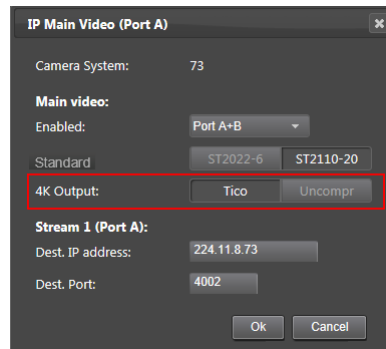 IP Main Video (Port A)
Camera System: 73
Main video:
Enabled: Port A+B
Standard ST2022-6 ST2110-20
4K Output: Tico Uncompr
Stream 1 (Port A):
Dest. IP address: 224.11.8.73
Dest. Port: 4002
Ok Cancel